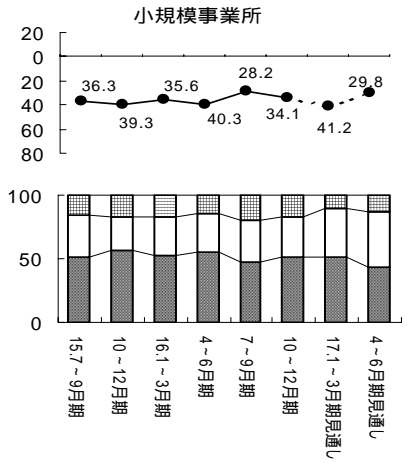 小規模事業所
20
0
20
40
60
80
36.3
39.3
35.6
40.3
28.2
34.1
41.2
29.8
100
50
0
15.7~9月期
10~12月期
16.1~3月期
4~6月期
7~9月期
10~12月期
17.1~3月期見通し
4~6月期見通し